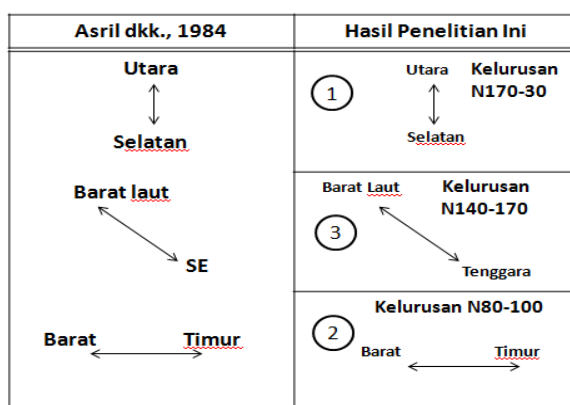 Asril dkk., 1984
Hasil Penelitian Ini
Utara
Selatan
Barat laut
SE
Barat Timur
1
Utara
Kelurusan
N170-30
Selatan
3
Barat Laut
Kelurusan
N140-170
Tenggara
Kelurusan N80-100
2
Barat Timur